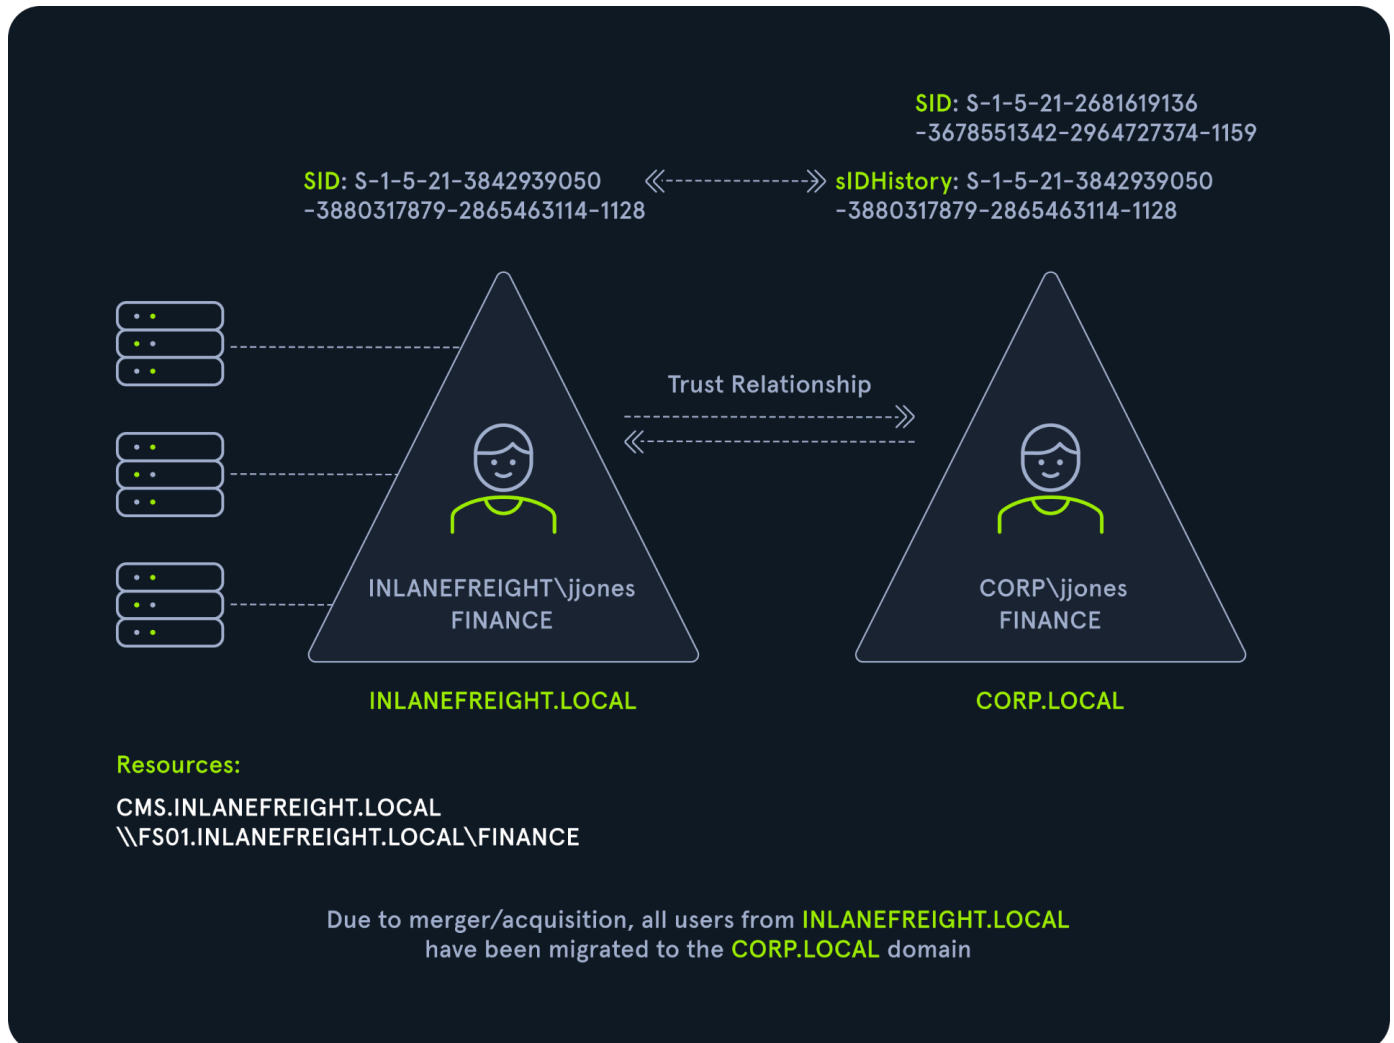 SID: S-1-5-21-2681619136
-3678551342-2964727374-1159
SID: S-1-5-21-3842939050
-3880317879-2865463114-1128
sIDHistory: S-1-5-21-3842939050
-3880317879-2865463114-1128
Trust Relationship
INLANEFREIGHT\jjones
FINANCE
CORP\jjones
FINANCE
INLANEFREIGHT.LOCAL
CORP.LOCAL
Resources:
CMS.INLANEFREIGHT.LOCAL
\\FS01.INLANEFREIGHT.LOCAL\FINANCE
Due to merger/acquisition, all users from INLANEFREIGHT.LOCAL
have been migrated to the CORP.LOCAL domain